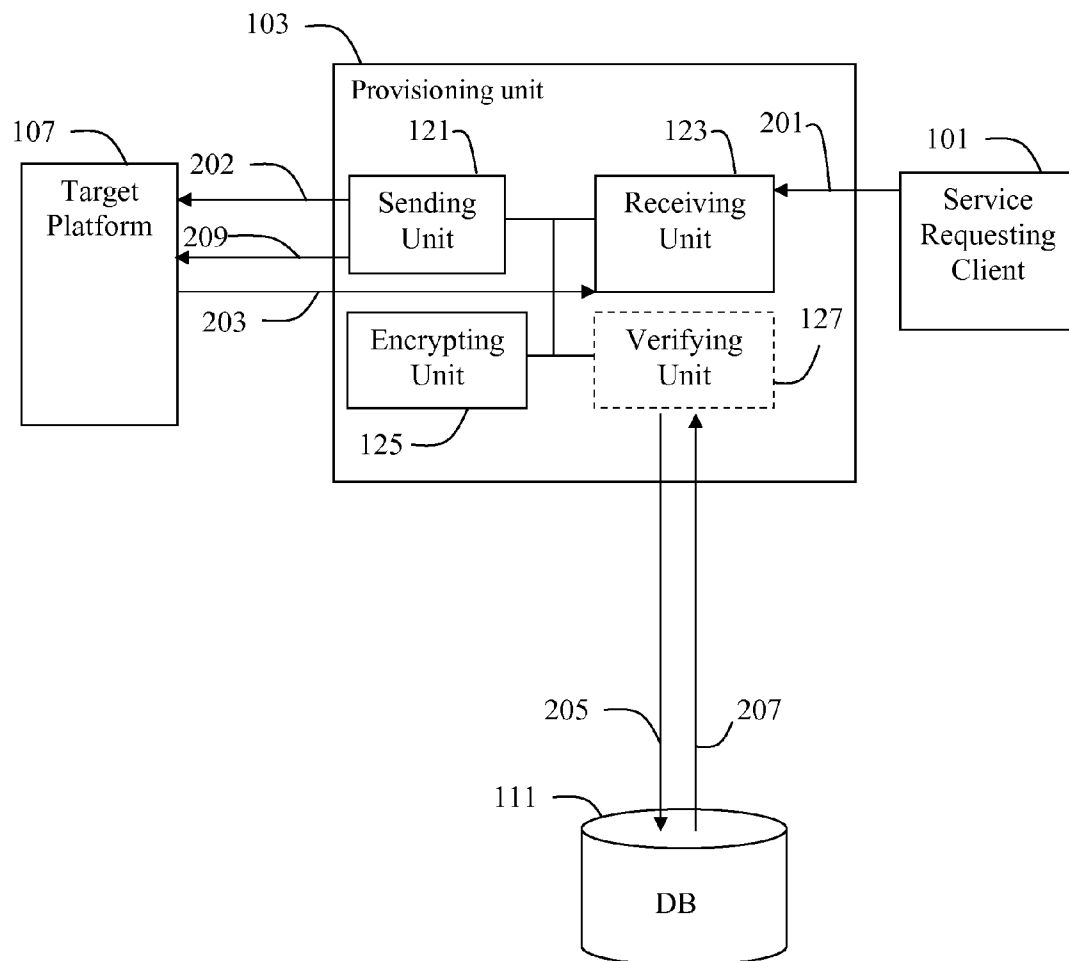 103
Provisioning unit
107
121
123
201
101
202
Target
Platform
Sending
Unit
Receiving
Unit
Service
Requesting
Client
209
203
Encrypting
Unit
Verifying
Unit
127
125
205
207
111
DB